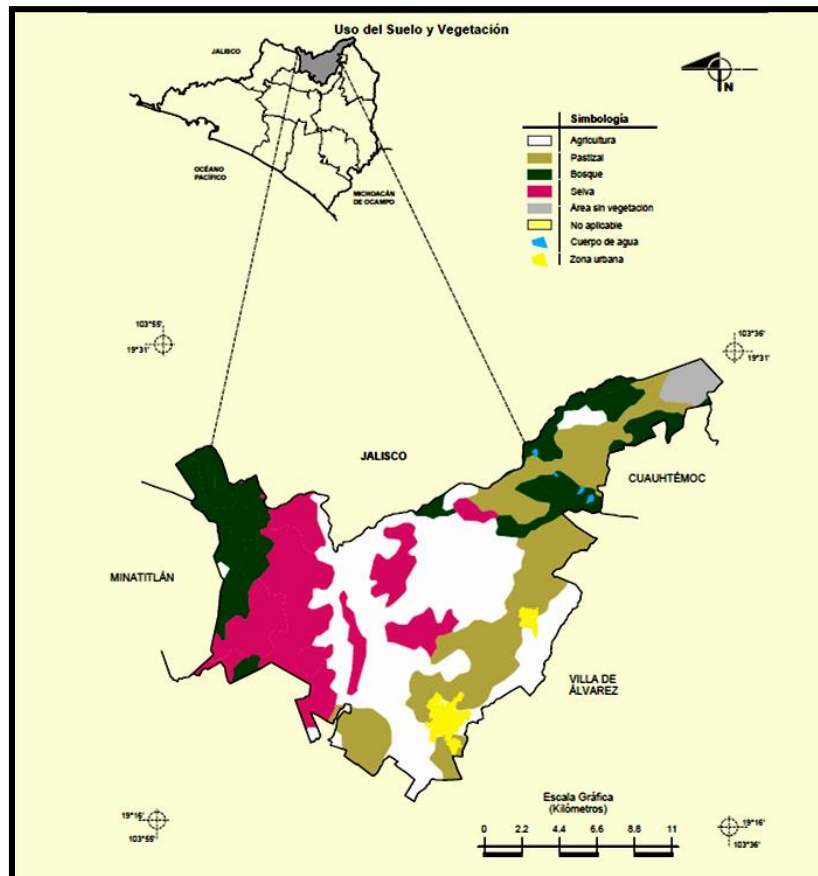 Uso del Suelo y Vegetación
JALISCO
N
OCÉANO
PACÍFICO
MICHOACÁN
DE OCAMPO
Simbología
Agricultura
Pastizal
Bosque
Selva
Area sin vegetación
No aplicable
Cuerpo de agua
Zona urbana
103°55'
19°31'
103°36'
19°31'
JALISCO
CUAUHTÉMOC
MINATITLÁN
VILLA DE
ÁLVAREZ
Escala Gráfica
(Kilómetros)
0 2.2 4.4 6.6 8.8 11
19°16'
103°55'
19°16'
103°36'